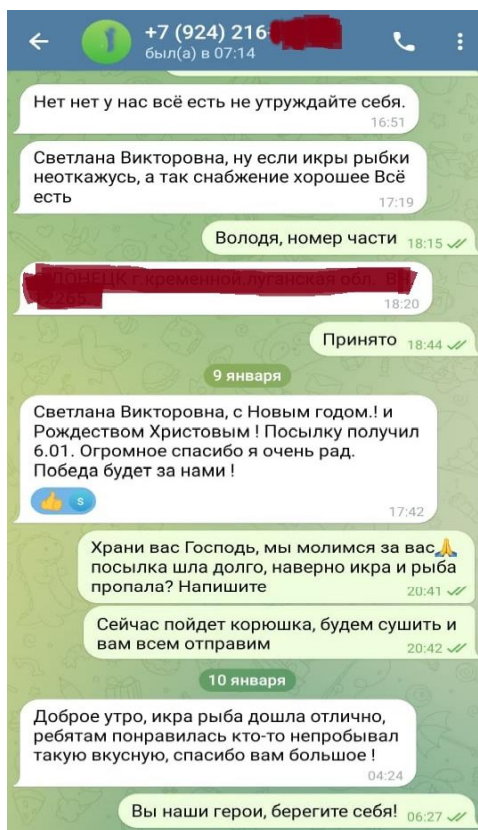 +7 (924) 216-
был(а) в 07:14
Нет нет у нас всё есть не утруждайте себя.
16:51
Светлана Викторовна, ну если икры рыбки
неоткажусь, а так снабжение хорошее Всё
есть
17:19
Володя, номер части 18:15
18:20
Принято 18:44
9 января
Светлана Викторовна, с Новым годом.! и
Рождеством Христовым ! Посылку получил
6.01. Огромное спасибо я очень рад.
Победа будет за нами !
s
17:42
Храни вас Господь, мы молимся за вас🙏
посылка шла долго, наверно икра и рыба
пропала? Напишите
20:41
Сейчас пойдет корюшка, будем сушить и
вам всем отправим
20:42
10 января
Доброе утро, икра рыба дошла отлично,
ребятам понравилась кто-то непробывал
такую вкусную, спасибо вам большое !
04:24
Вы наши герои, берегите себя! 06:27